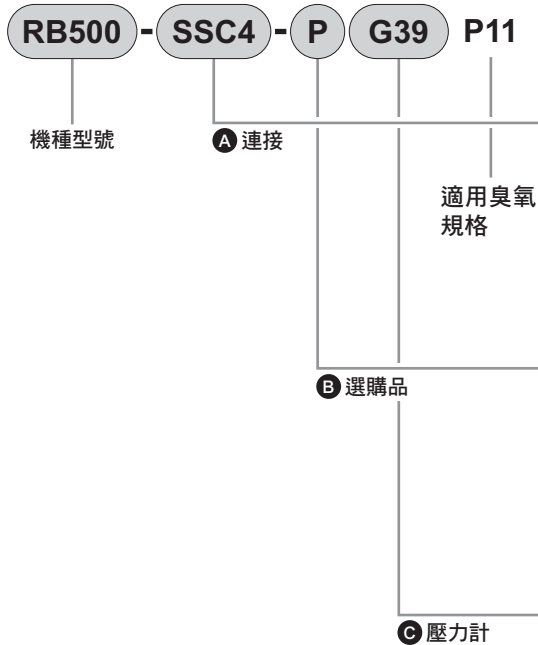 RB500-SSC4-P G39 P11
機種型號
A 連接
適用臭氧
規格
B 選購品
C 壓力計